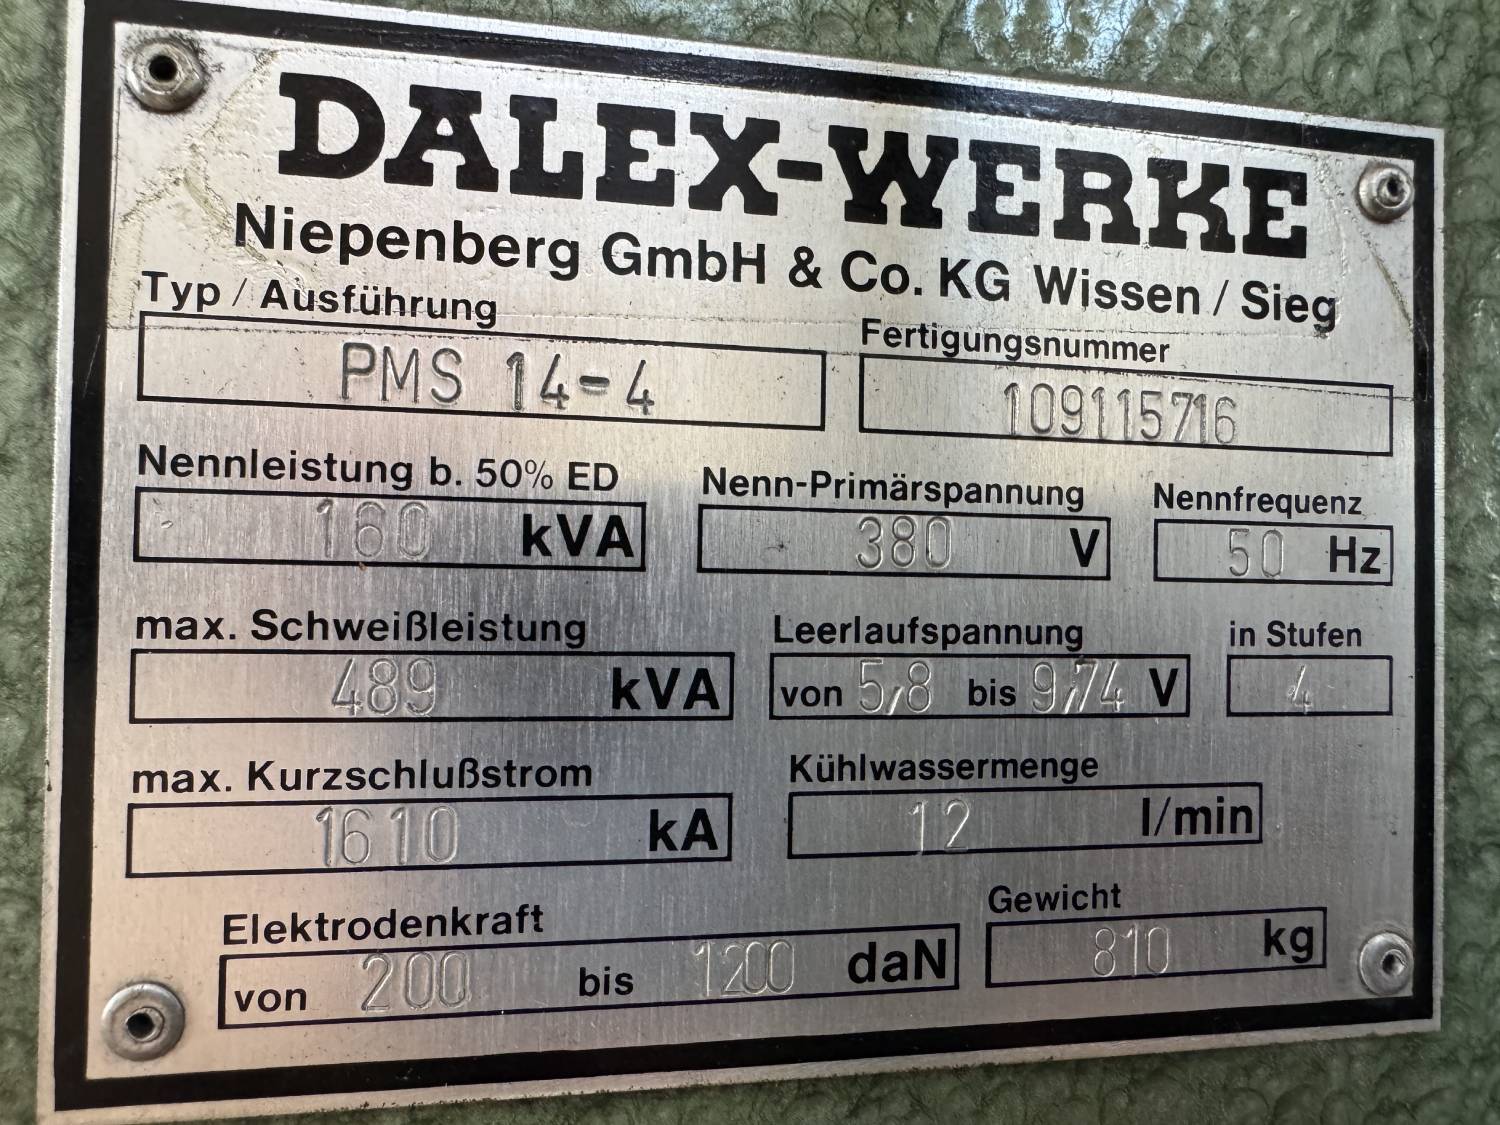 DALEX-WERKE
Niepenberg GmbH & Co. KG Wissen / Sieg
Typ / Ausführung
PMS 14-4
Fertigungsnummer
109115716
Nennleistung b. 50% ED
160 kVA
Nenn-Primärspannung
380 V
Nennfrequenz
50 Hz
max. Schweißleistung
489 kVA
Leerlaufspannung
von 5,8 bis 9,74 V
in Stufen
4
max. Kurzschlußstrom
1610 kA
Kühlwassermenge
12 l/min
Elektrodenkraft
von 200 bis 1200 daN
Gewicht
810 kg